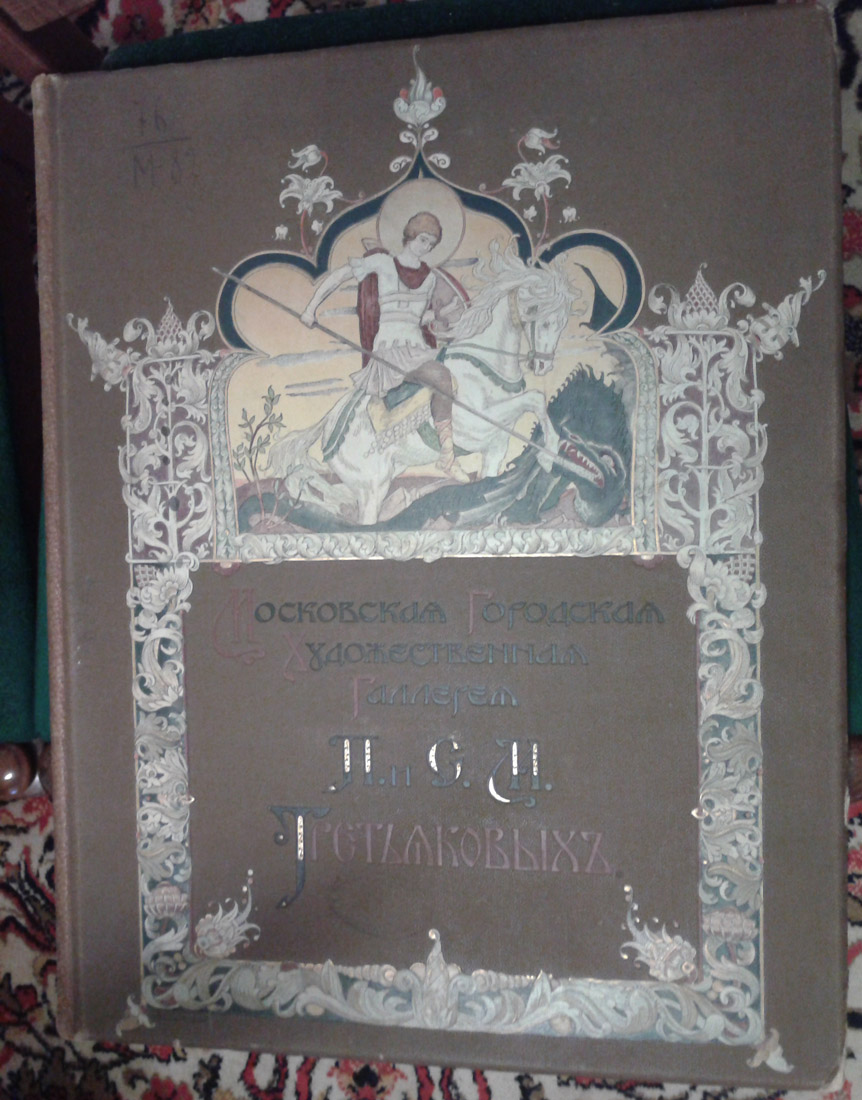 Московская Городская
Художественная
Галлерея
П. и С. М.
Третьяковыхъ.